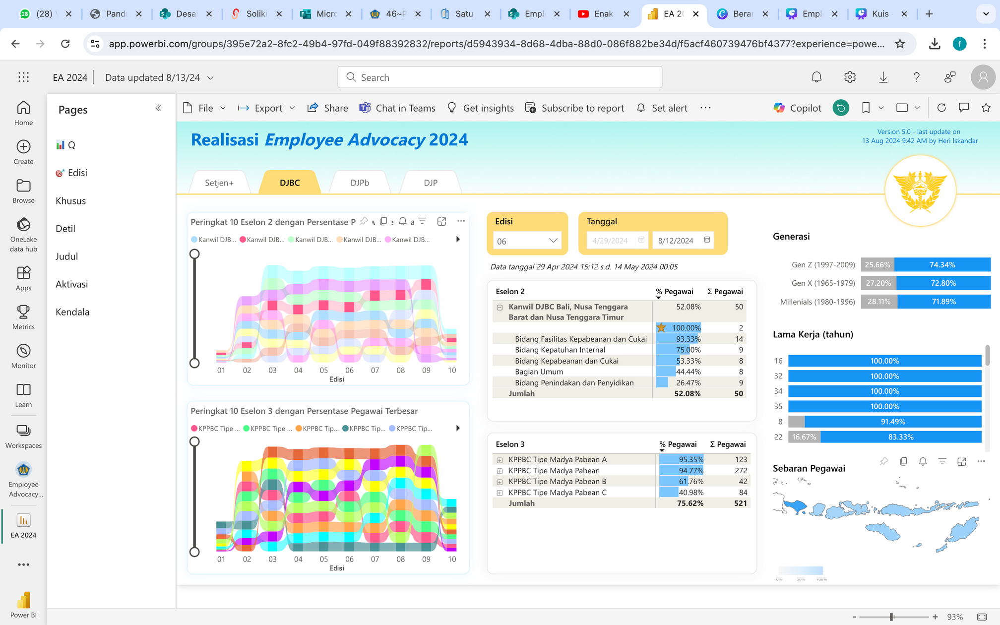 (28)
Pand
Desai
Soliki
Micro
46~P
Satu
Empl
Enak
EA 20
Berar
Empl
Kuis
app.powerbi.com/groups/395e72a2-8fc2-49b4-97fd-049f88392832/reports/d5943934-8d68-4dba-88d0-086f882be34d/f5acf460739476bf4377?experience=powe...
f
EA 2024
Data updated 8/13/24
Search
Home
Create
Browse
OneLake
data hub
Apps
Metrics
Monitor
Learn
Workspaces
Employee
Advocacy...
EA 2024
Power BI
Pages
Q
Edisi
Khusus
Detil
Judul
Aktivasi
Kendala
File
Export
Share
Chat in Teams
Get insights
Subscribe to report
Set alert
Copilot
Realisasi Employee Advocacy 2024
Version 5.0 - last update on
13 Aug 2024 9:42 AM by Heri Iskandar
Setjen+
DJBC
DJPb
DJP
Peringkat 10 Eselon 2 dengan Persentase P
Kanwil DJB...
Kanwil DJB...
Kanwil DJB...
Kanwil DJB...
Kanwil DJB...
01 02 03 04 05 06 07 08 09 10
Edisi
Peringkat 10 Eselon 3 dengan Persentase Pegawai Terbesar
KPPBC Tipe ...
KPPBC Tipe ...
KPPBC Tip...
KPPBC Tip...
KPPBC Tip...
01 02 03 04 05 06 07 08 09 10
Edisi
Edisi
06
Tanggal
4/29/2024
8/12/2024
Data tanggal 29 Apr 2024 15:12 s.d. 14 May 2024 00:05
Eselon 2 % Pegawai Σ Pegawai
Kanwil DJBC Bali, Nusa Tenggara 52.08% 50
Barat dan Nusa Tenggara Timur
100.00% 2
Bidang Fasilitas Kepabeanan dan Cukai 93.33% 14
Bidang Kepatuhan Internal 75.00% 9
Bidang Kepabeanan dan Cukai 53.33% 8
Bagian Umum 44.44% 8
Bidang Penindakan dan Penyidikan 26.47% 9
Jumlah 52.08% 50
Eselon 3 % Pegawai Σ Pegawai
KPPBC Tipe Madya Pabean A 95.35% 123
KPPBC Tipe Madya Pabean 94.77% 272
KPPBC Tipe Madya Pabean B 61.76% 42
KPPBC Tipe Madya Pabean C 40.98% 84
Jumlah 75.62% 521
Generasi
Gen Z (1997-2009) 25.66% 74.34%
Gen X (1965-1979) 27.20% 72.80%
Millenials (1980-1996) 28.11% 71.89%
Lama Kerja (tahun)
16 100.00%
32 100.00%
34 100.00%
35 100.00%
8 91.49%
22 16.67% 83.33%
Sebaran Pegawai
0% 50% 100%
93%